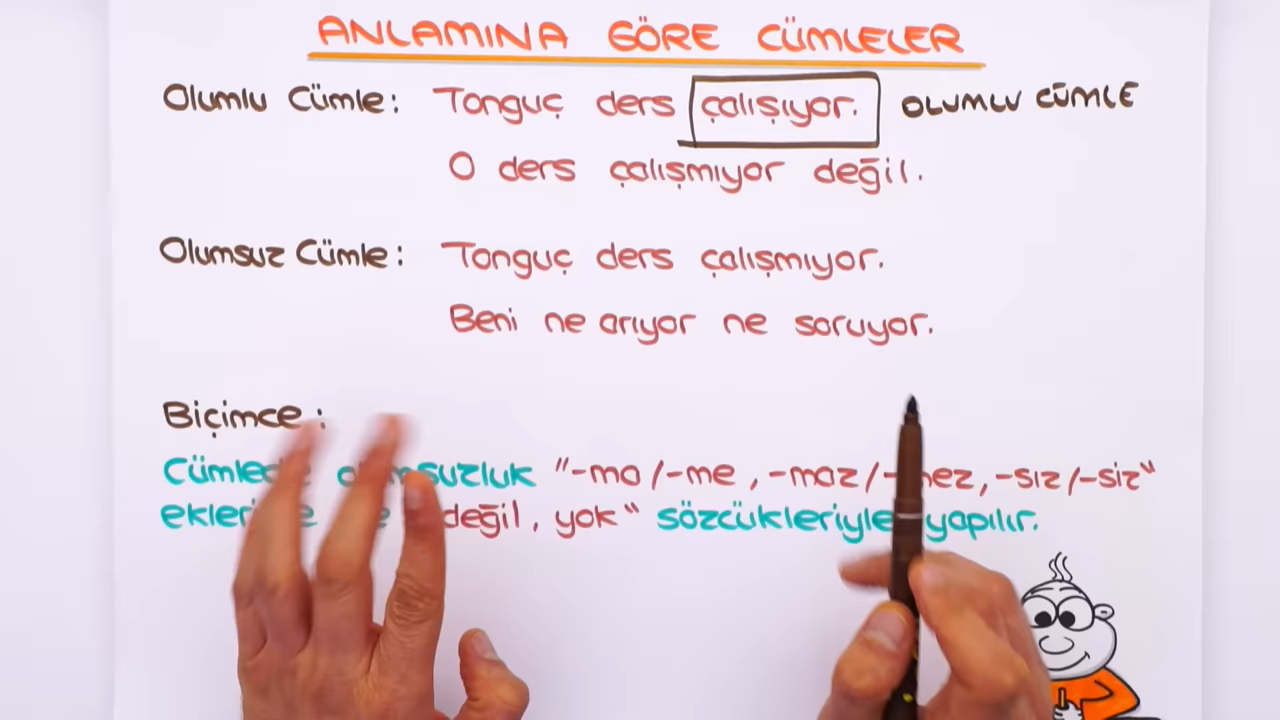 ANLAMINA GÖRE CÜMLELER
Olumlu Cümle: Tonguç ders çalışıyor. OLUMLU CÜMLE
O ders çalışmıyor değil.
Olumsuz Cümle: Tonguç ders çalışmıyor.
Beni ne arıyor ne soruyor.
Biçimce:
"-ma/-me, -maz/-mez, -sız/-siz"
değil, yok" sözcükleriyle yapılır.